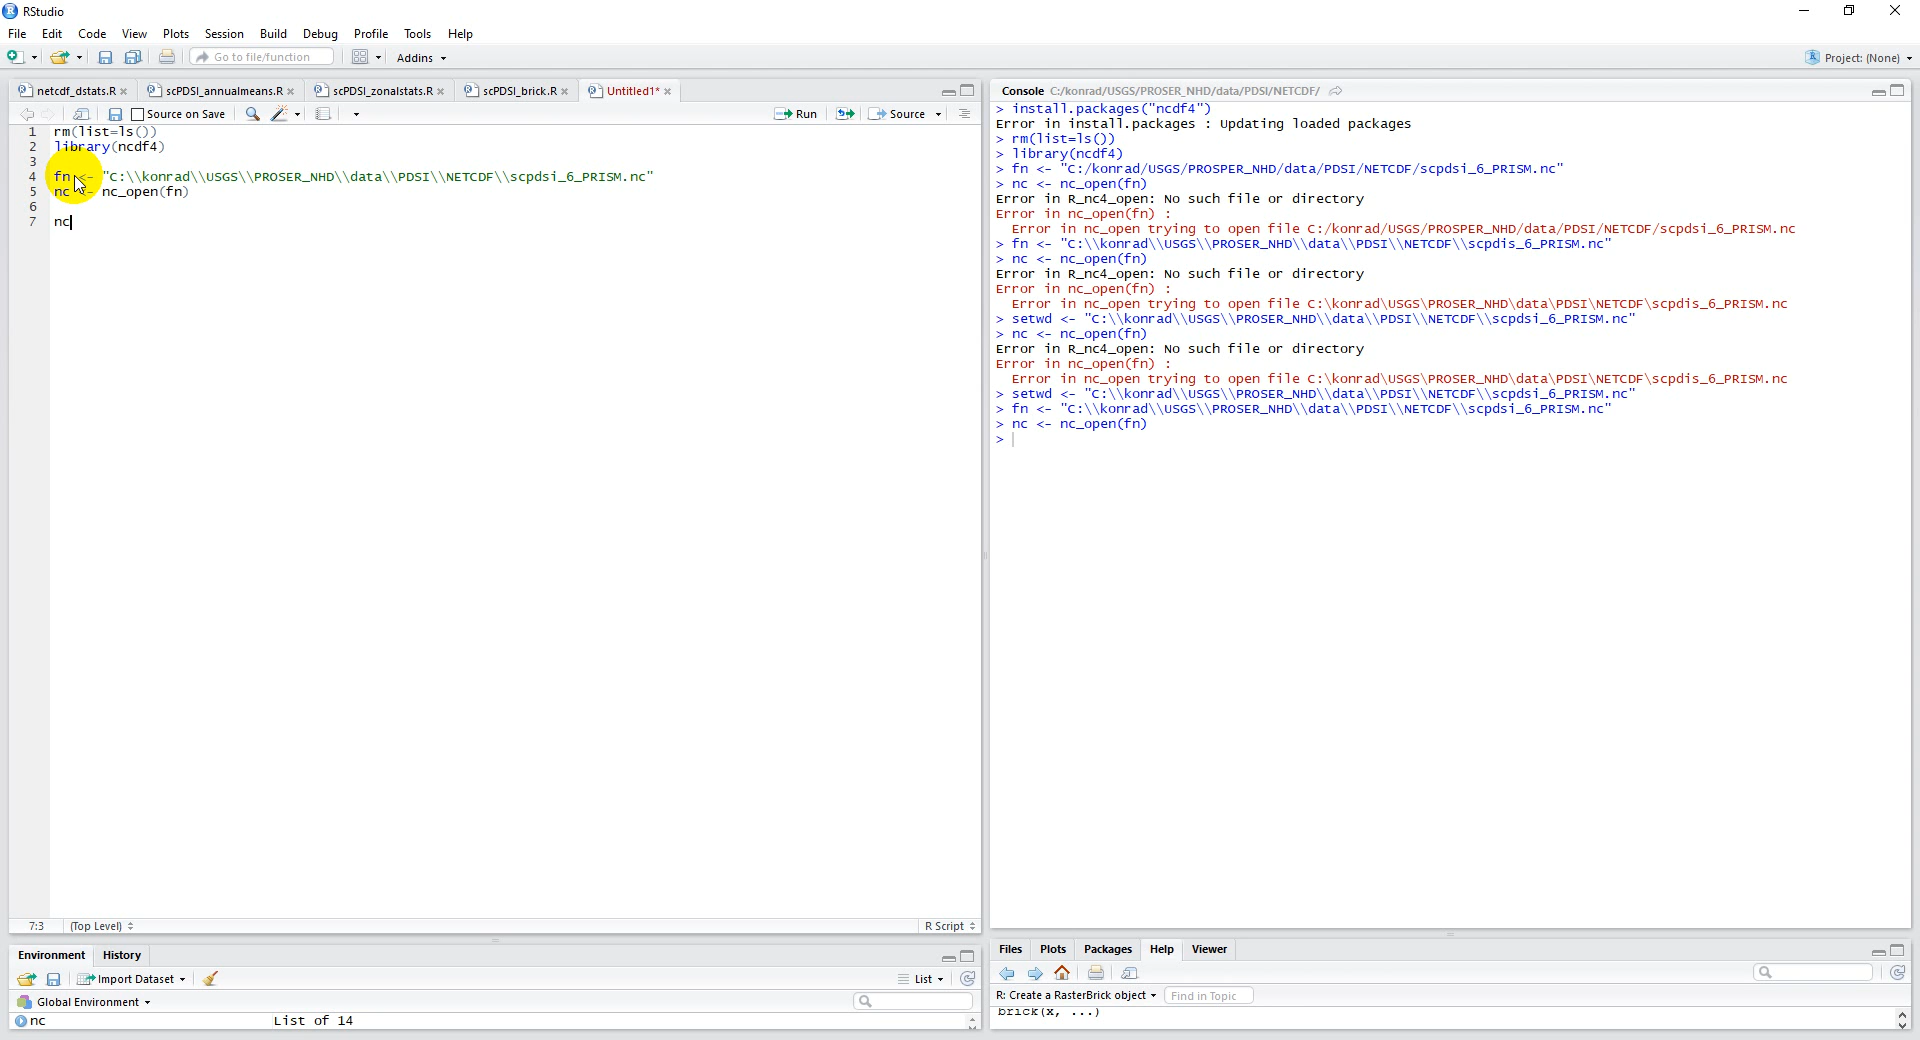 RStudio
File Edit Code View Plots Session Build Debug Profile Tools Help
Go to file/function Addins Project: (None)
netcdf_dstats.R scPDSI_annualmeans.R scPDSI_zonalstats.R scPDSI_brick.R Untitled1*
Source on Save Run Source
1 rm(list=ls())
2 library(ncdf4)
3
4 fn <- "C:\\konrad\\USGS\\PROSER_NHD\\data\\PDSI\\NETCDF\\scpdsi_6_PRISM.nc"
5 nc <- nc_open(fn)
6
7 nc
7:3 (Top Level) R Script
Environment History
Import Dataset List
Global Environment
nc List of 14
Console C:/konrad/USGS/PROSER_NHD/data/PDSI/NETCDF/
> install.packages("ncdf4")
Error in install.packages : Updating loaded packages
> rm(list=ls())
> library(ncdf4)
> fn <- "C:/konrad/USGS/PROSPER_NHD/data/PDSI/NETCDF/scpdsi_6_PRISM.nc"
> nc <- nc_open(fn)
Error in R_nc4_open: No such file or directory
Error in nc_open(fn) :
Error in nc_open trying to open file C:/konrad/USGS/PROSPER_NHD/data/PDSI/NETCDF/scpdsi_6_PRISM.nc
> fn <- "C:\\konrad\\USGS\\PROSER_NHD\\data\\PDSI\\NETCDF\\scpdis_6_PRISM.nc"
> nc <- nc_open(fn)
Error in R_nc4_open: No such file or directory
Error in nc_open(fn) :
Error in nc_open trying to open file C:\konrad\USGS\PROSER_NHD\data\PDSI\NETCDF\scpdis_6_PRISM.nc
> setwd <- "C:\\konrad\\USGS\\PROSER_NHD\\data\\PDSI\\NETCDF\\scpdsi_6_PRISM.nc"
> nc <- nc_open(fn)
Error in R_nc4_open: No such file or directory
Error in nc_open(fn) :
Error in nc_open trying to open file C:\konrad\USGS\PROSER_NHD\data\PDSI\NETCDF\scpdis_6_PRISM.nc
> setwd <- "C:\\konrad\\USGS\\PROSER_NHD\\data\\PDSI\\NETCDF\\scpdsi_6_PRISM.nc"
> fn <- "C:\\konrad\\USGS\\PROSER_NHD\\data\\PDSI\\NETCDF\\scpdsi_6_PRISM.nc"
> nc <- nc_open(fn)
>
Files Plots Packages Help Viewer
R: Create a RasterBrick object Find in Topic
brick(x, ...)